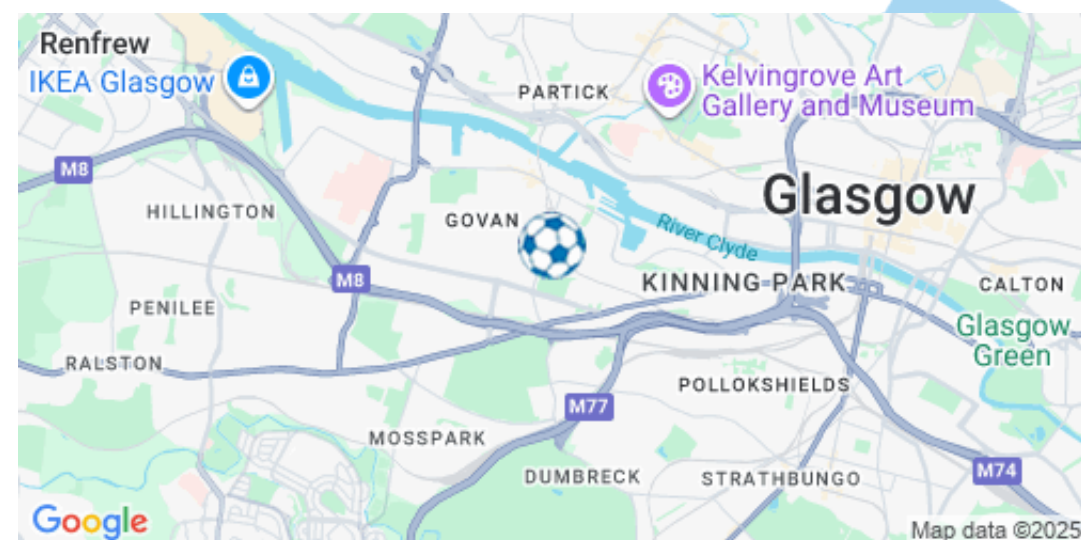 Renfrew
IKEA Glasgow
PARTICK
Kelvingrove Art
Gallery and Museum
M8
HILLINGTON
GOVAN
Glasgow
River Clyde
M8
KINNING PARK
CALTON
PENILEE
Glasgow
Green
RALSTON
POLLOKSHIELDS
M77
MOSSPARK
DUMBRECK
STRATHBUNGO
M74
Google
Map data ©2025